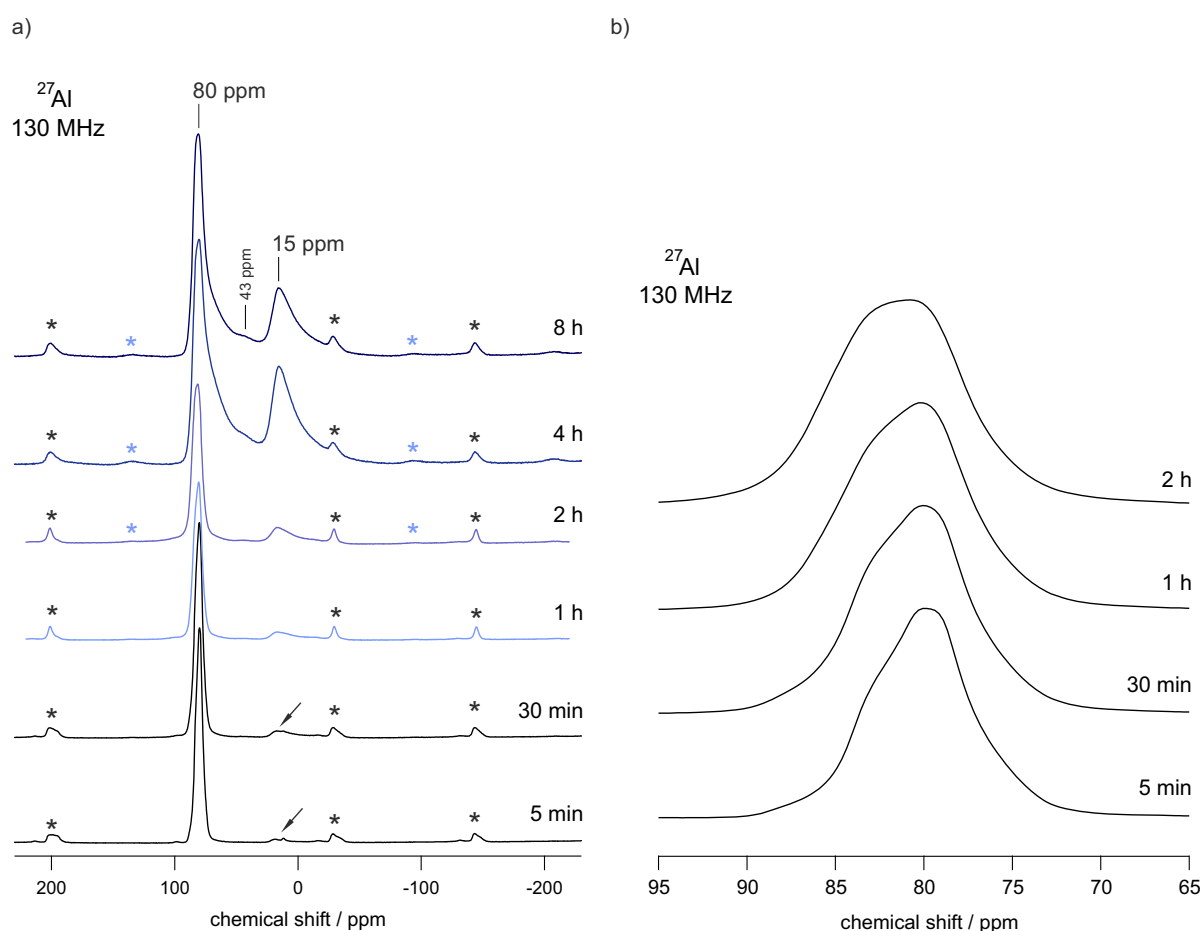 a)
²⁷Al
130 MHz
80 ppm
43 ppm
15 ppm
* * * * * 8 h
* * * * * 4 h
* * * * * 2 h
* * * 1 h
* * * 30 min
* * * 5 min
200 100 0 -100 -200
chemical shift / ppm
b)
²⁷Al
130 MHz
2 h
1 h
30 min
5 min
95 90 85 80 75 70 65
chemical shift / ppm